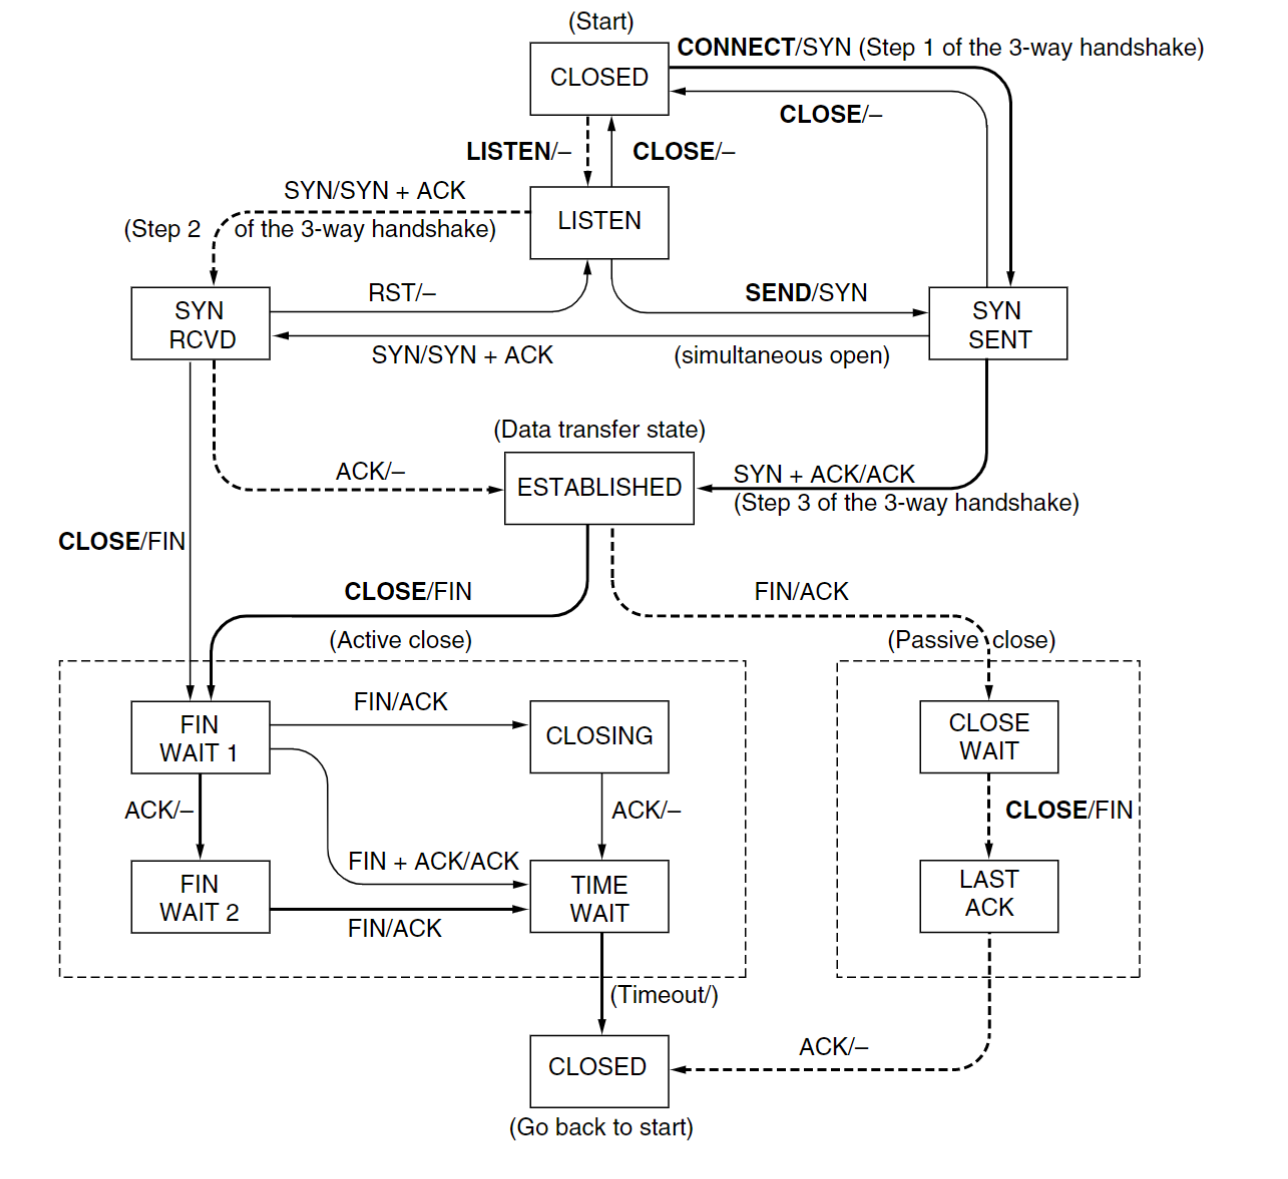 (Start)
CONNECT/SYN (Step 1 of the 3-way handshake)
CLOSED
CLOSE/–
LISTEN/–
CLOSE/–
SYN/SYN + ACK
(Step 2 of the 3-way handshake)
LISTEN
RST/–
SEND/SYN
SYN
RCVD
SYN
SENT
SYN/SYN + ACK
(simultaneous open)
(Data transfer state)
ACK/–
ESTABLISHED
SYN + ACK/ACK
(Step 3 of the 3-way handshake)
CLOSE/FIN
CLOSE/FIN
FIN/ACK
(Active close)
(Passive close)
FIN
WAIT 1
FIN/ACK
CLOSING
CLOSE
WAIT
ACK/–
ACK/–
CLOSE/FIN
FIN + ACK/ACK
FIN
WAIT 2
TIME
WAIT
LAST
ACK
FIN/ACK
(Timeout/)
ACK/–
CLOSED
(Go back to start)